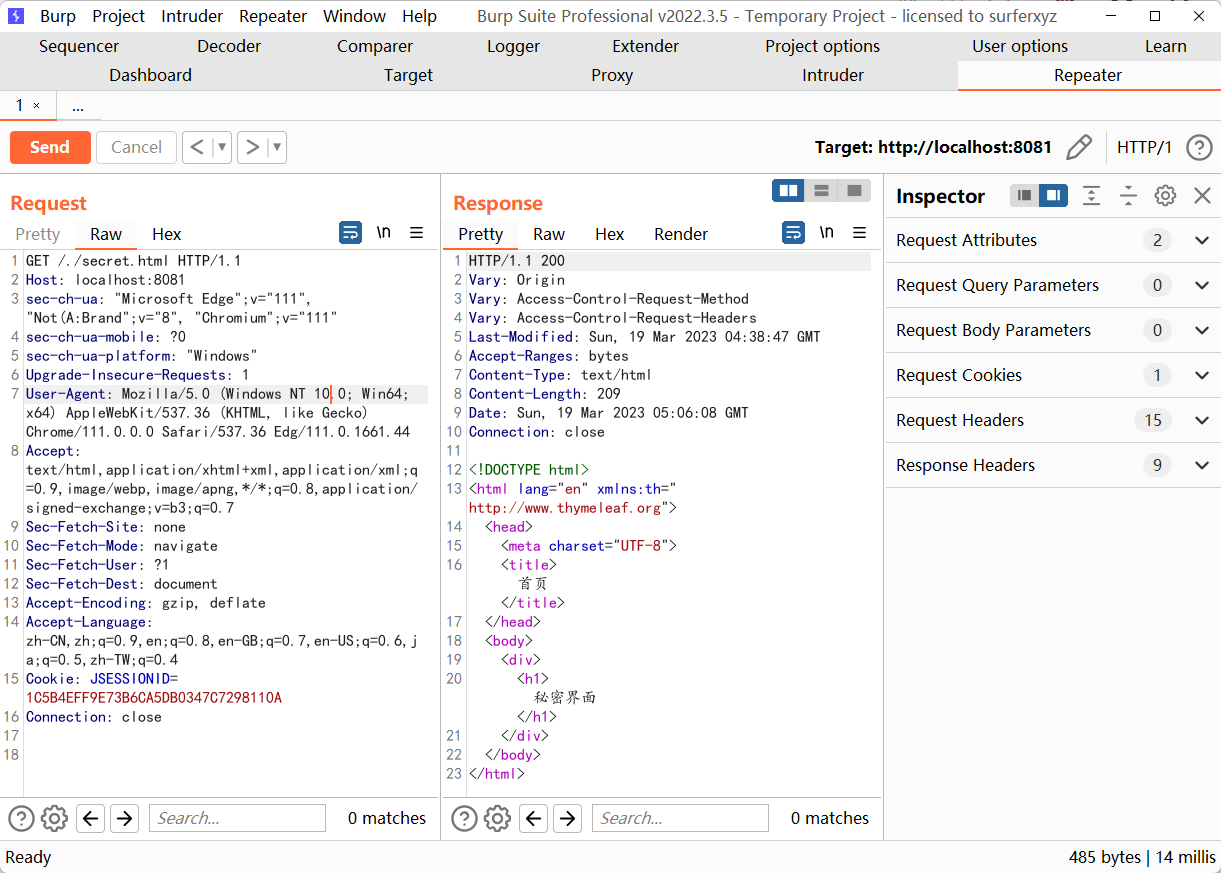 Burp Project Intruder Repeater Window Help Burp Suite Professional v2022.3.5 - Temporary Project - licensed to surferxyz
Sequencer Decoder Comparer Logger Extender Project options User options Learn
Dashboard Target Proxy Intruder Repeater
1 × ...
Send Cancel < > Target: http://localhost:8081 HTTP/1 ?
Request
Pretty Raw Hex \n
1 GET /./secret.html HTTP/1.1
2 Host: localhost:8081
3 sec-ch-ua: "Microsoft Edge";v="111",
"Not(A:Brand";v="8", "Chromium";v="111"
4 sec-ch-ua-mobile: ?0
5 sec-ch-ua-platform: "Windows"
6 Upgrade-Insecure-Requests: 1
7 User-Agent: Mozilla/5.0 (Windows NT 10.0; Win64;
x64) AppleWebKit/537.36 (KHTML, like Gecko)
Chrome/111.0.0.0 Safari/537.36 Edg/111.0.1661.44
8 Accept:
text/html,application/xhtml+xml,application/xml;q
=0.9,image/webp,image/apng,*/*;q=0.8,application/
signed-exchange;v=b3;q=0.7
9 Sec-Fetch-Site: none
10 Sec-Fetch-Mode: navigate
11 Sec-Fetch-User: ?1
12 Sec-Fetch-Dest: document
13 Accept-Encoding: gzip, deflate
14 Accept-Language:
zh-CN,zh;q=0.9,en;q=0.8,en-GB;q=0.7,en-US;q=0.6,j
a;q=0.5,zh-TW;q=0.4
15 Cookie: JSESSIONID=
1C5B4EFF9E73B6CA5DB0347C7298110A
16 Connection: close
17
18
? Search... 0 matches
Response
Pretty Raw Hex Render \n
1 HTTP/1.1 200
2 Vary: Origin
3 Vary: Access-Control-Request-Method
4 Vary: Access-Control-Request-Headers
5 Last-Modified: Sun, 19 Mar 2023 04:38:47 GMT
6 Accept-Ranges: bytes
7 Content-Type: text/html
8 Content-Length: 209
9 Date: Sun, 19 Mar 2023 05:06:08 GMT
10 Connection: close
11
12 <!DOCTYPE html>
13 <html lang="en" xmlns:th="
http://www.thymeleaf.org">
14 <head>
15 <meta charset="UTF-8">
16 <title>
首页
</title>
17 </head>
18 <body>
19 <div>
20 <h1>
秘密界面
</h1>
21 </div>
22 </body>
23 </html>
? Search... 0 matches
Inspector
Request Attributes 2
Request Query Parameters 0
Request Body Parameters 0
Request Cookies 1
Request Headers 15
Response Headers 9
Ready 485 bytes | 14 millis